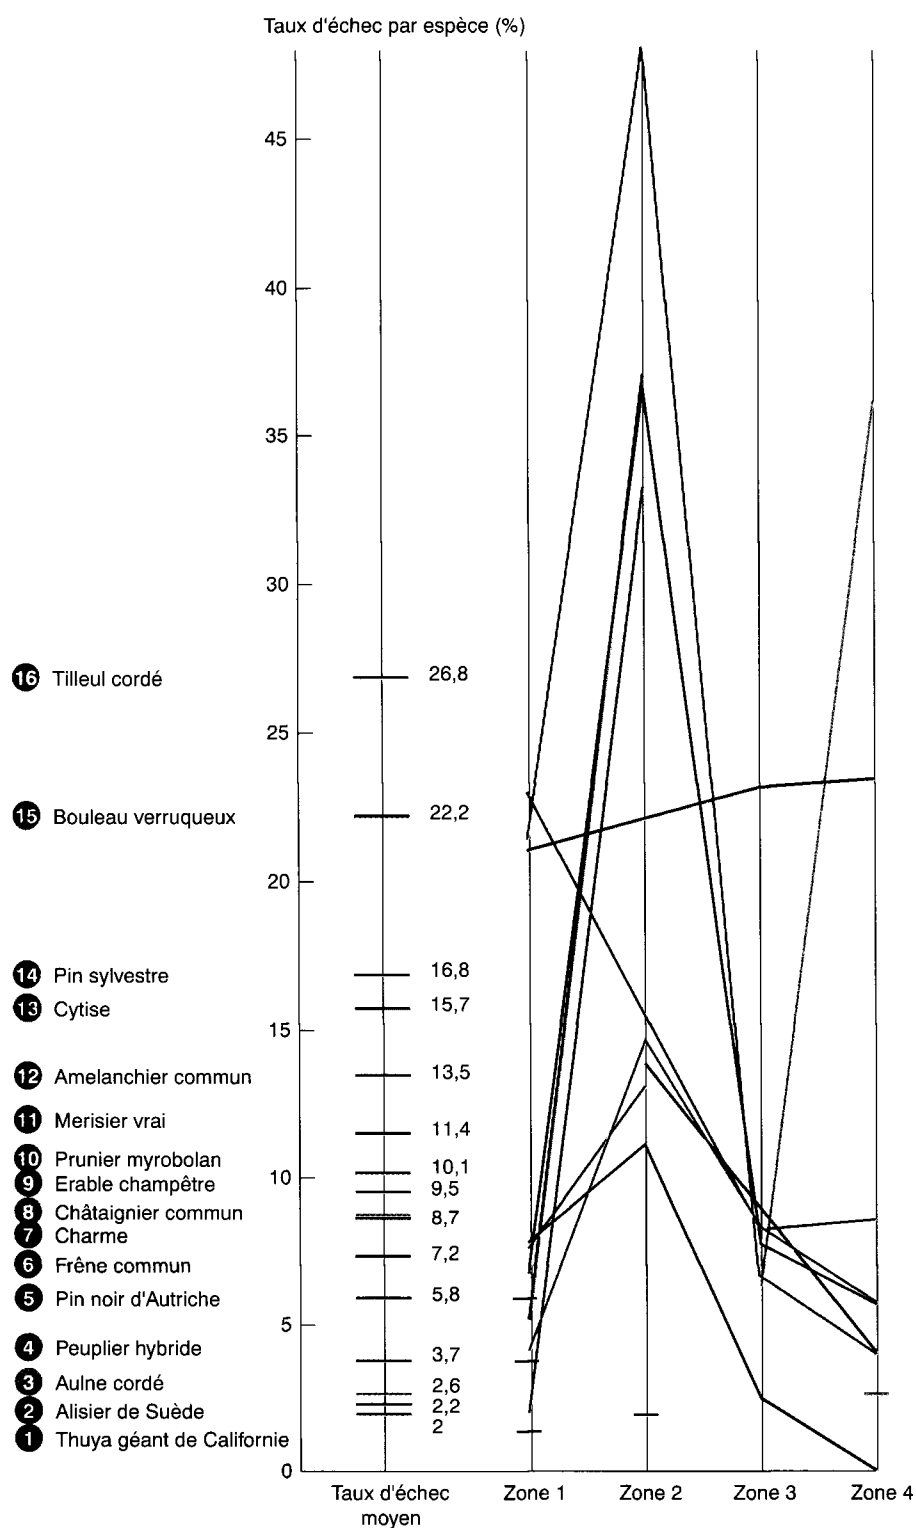 Taux d'échec par espèce (%)
45
40
35
30
16 Tilleul cordé 26,8
25
15 Bouleau verruqueux 22,2
20
14 Pin sylvestre 16,8
13 Cytise 15,7
15
12 Amelanchier commun 13,5
11 Merisier vrai 11,4
10 Prunier myrobolan 10,1
10
9 Erable champêtre 9,5
8 Châtaignier commun 8,7
7 Charme
6 Frêne commun 7,2
5 Pin noir d'Autriche 5,8
5
4 Peuplier hybride 3,7
3 Aulne cordé 2,6
2 Alisier de Suède 2,2
1 Thuya géant de Californie 2
0
Taux d'échec moyen Zone 1 Zone 2 Zone 3 Zone 4